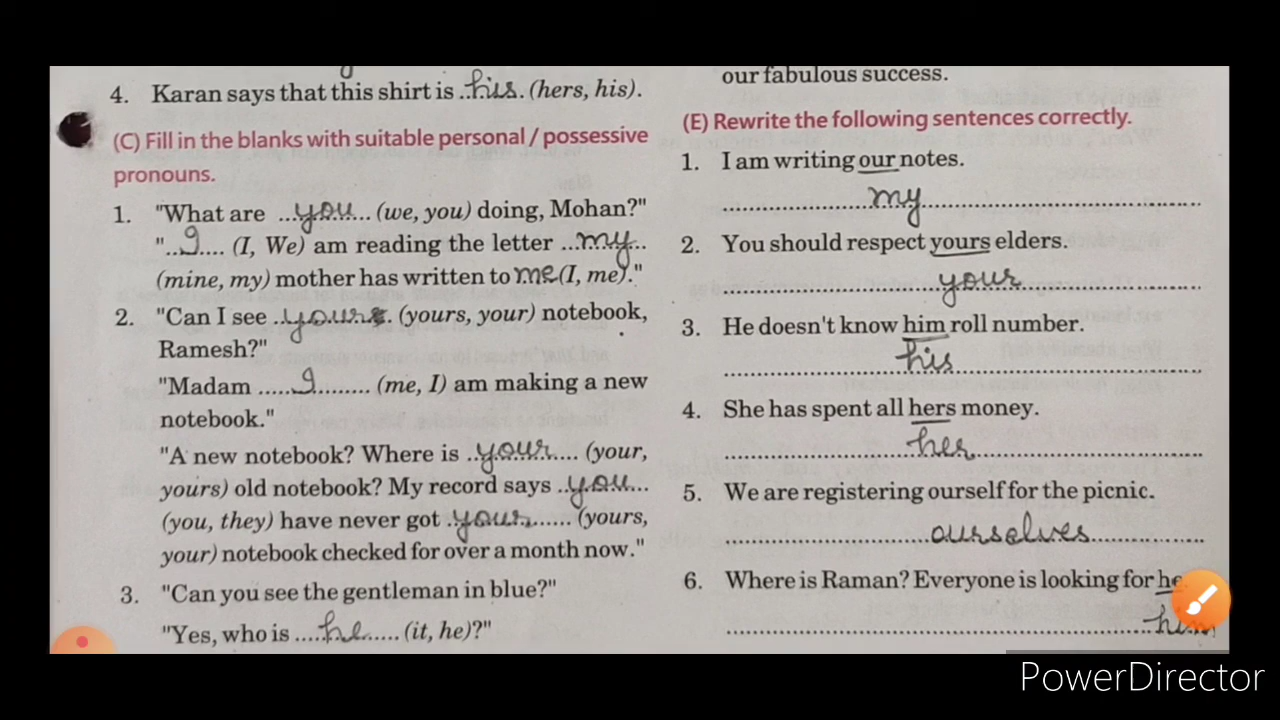 4. Karan says that this shirt is ..his.. (hers, his).
(C) Fill in the blanks with suitable personal / possessive
pronouns.
1. "What are ...you... (we, you) doing, Mohan?"
"...I.... (I, We) am reading the letter ...my..
(mine, my) mother has written to me (I, me)."
2. "Can I see ..your.. (yours, your) notebook,
Ramesh?"
"Madam .....I........ (me, I) am making a new
notebook."
"A new notebook? Where is ..your.... (your,
yours) old notebook? My record says ..you...
(you, they) have never got .your....... (yours,
your) notebook checked for over a month now."
3. "Can you see the gentleman in blue?"
"Yes, who is ....he..... (it, he)?"
our fabulous success.
(E) Rewrite the following sentences correctly.
1. I am writing our notes.
my
2. You should respect yours elders.
your
3. He doesn't know him roll number.
his
4. She has spent all hers money.
her
5. We are registering ourself for the picnic.
ourselves
6. Where is Raman? Everyone is looking for he
him
PowerDirector